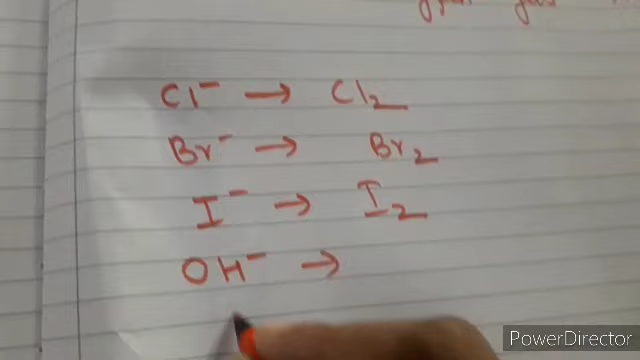 Cl⁻ → Cl₂
Br⁻ → Br₂
I⁻ → I₂
OH⁻ →
PowerDirector